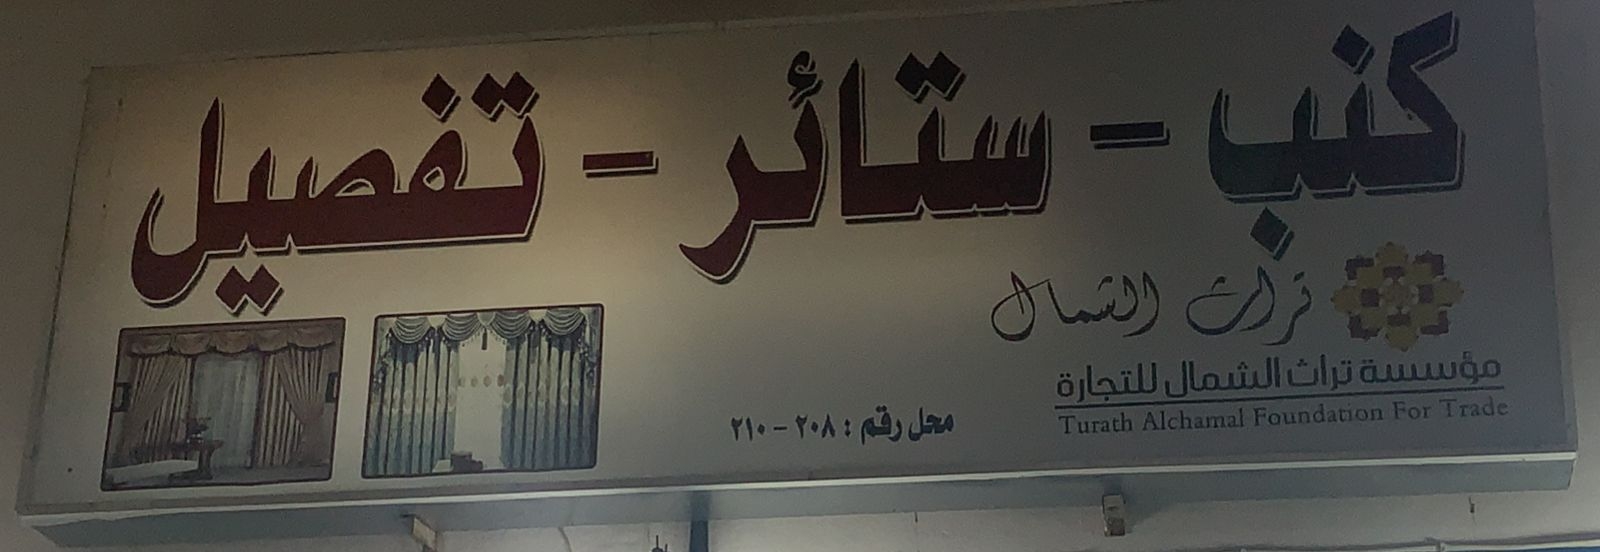 كنب - ستائر - تفصيل
تراث الشمال
مؤسسة تراث الشمال للتجارة
Turath Alchamal Foundation For Trade
محل رقم : ٢٠٨ - ٢١٠